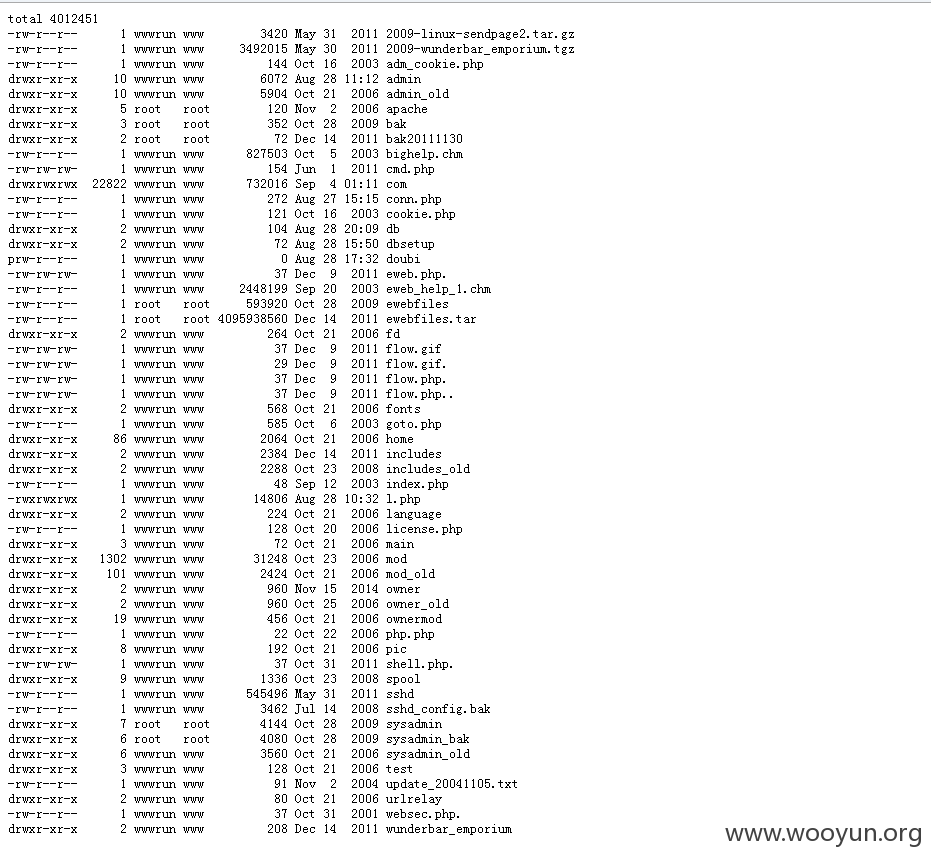 total 4012451
-rw-r--r-- 1 wwwrun www 3420 May 31 2011 2009-linux-sendpage2.tar.gz
-rw-r--r-- 1 wwwrun www 3492015 May 30 2011 2009-wunderbar_emporium.tgz
-rw-r--r-- 1 wwwrun www 144 Oct 16 2003 adm_cookie.php
drwxr-xr-x 10 wwwrun www 6072 Aug 28 11:12 admin
drwxr-xr-x 10 wwwrun www 5904 Oct 21 2006 admin_old
drwxr-xr-x 5 root root 120 Nov 2 2006 apache
drwxr-xr-x 3 root root 352 Oct 28 2009 bak
drwxr-xr-x 2 root root 72 Dec 14 2011 bak20111130
-rw-r--r-- 1 wwwrun www 827503 Oct 5 2003 bighelp.chm
-rw-rw-rw- 1 wwwrun www 154 Jun 1 2011 cmd.php
drwxrwxrwx 22822 wwwrun www 732016 Sep 4 01:11 com
-rw-r--r-- 1 wwwrun www 272 Aug 27 15:15 conn.php
-rw-r--r-- 1 wwwrun www 121 Oct 16 2003 cookie.php
drwxr-xr-x 2 wwwrun www 104 Aug 28 20:09 db
drwxr-xr-x 2 wwwrun www 72 Aug 28 15:50 dbsetup
prw-r--r-- 1 wwwrun www 0 Aug 28 17:32 doubi
-rw-rw-rw- 1 wwwrun www 37 Dec 9 2011 eweb.php.
-rw-r--r-- 1 wwwrun www 2448199 Sep 20 2003 eweb_help_1.chm
-rw-r--r-- 1 root root 593920 Oct 28 2009 ewebfiles
-rw-r--r-- 1 root root 4095938560 Dec 14 2011 ewebfiles.tar
drwxr-xr-x 2 wwwrun www 264 Oct 21 2006 fd
-rw-rw-rw- 1 wwwrun www 37 Dec 9 2011 flow.gif
-rw-rw-rw- 1 wwwrun www 29 Dec 9 2011 flow.gif.
-rw-rw-rw- 1 wwwrun www 37 Dec 9 2011 flow.php.
-rw-rw-rw- 1 wwwrun www 37 Dec 9 2011 flow.php..
drwxr-xr-x 2 wwwrun www 568 Oct 21 2006 fonts
-rw-r--r-- 1 wwwrun www 585 Oct 6 2003 goto.php
drwxr-xr-x 86 wwwrun www 2064 Oct 21 2006 home
drwxr-xr-x 2 wwwrun www 2384 Dec 14 2011 includes
drwxr-xr-x 2 wwwrun www 2288 Oct 23 2008 includes_old
-rw-r--r-- 1 wwwrun www 48 Sep 12 2003 index.php
-rwxrwxrwx 1 wwwrun www 14806 Aug 28 10:32 l.php
drwxr-xr-x 2 wwwrun www 224 Oct 21 2006 language
-rw-r--r-- 1 wwwrun www 128 Oct 20 2006 license.php
drwxr-xr-x 3 wwwrun www 72 Oct 21 2006 main
drwxr-xr-x 1302 wwwrun www 31248 Oct 23 2006 mod
drwxr-xr-x 101 wwwrun www 2424 Oct 21 2006 mod_old
drwxr-xr-x 2 wwwrun www 960 Nov 15 2014 owner
drwxr-xr-x 2 wwwrun www 960 Oct 25 2006 owner_old
drwxr-xr-x 19 wwwrun www 456 Oct 21 2006 ownermod
-rw-r--r-- 1 wwwrun www 22 Oct 22 2006 php.php
drwxr-xr-x 8 wwwrun www 192 Oct 21 2006 pic
-rw-rw-rw- 1 wwwrun www 37 Oct 31 2011 shell.php.
drwxr-xr-x 9 wwwrun www 1336 Oct 23 2008 spool
-rw-r--r-- 1 wwwrun www 545496 May 31 2011 sshd
-rw-r--r-- 1 wwwrun www 3462 Jul 14 2008 sshd_config.bak
drwxr-xr-x 7 root root 4144 Oct 28 2009 sysadmin
drwxr-xr-x 6 root root 4080 Oct 28 2009 sysadmin_bak
drwxr-xr-x 6 wwwrun www 3560 Oct 21 2006 sysadmin_old
drwxr-xr-x 3 wwwrun www 128 Oct 21 2006 test
-rw-r--r-- 1 wwwrun www 91 Nov 2 2004 update_20041105.txt
drwxr-xr-x 2 wwwrun www 80 Oct 21 2006 urlrelay
-rw-r--r-- 1 wwwrun www 37 Oct 31 2001 websec.php.
drwxr-xr-x 2 wwwrun www 208 Dec 14 2011 wunderbar_emporium
www.wooyun.org